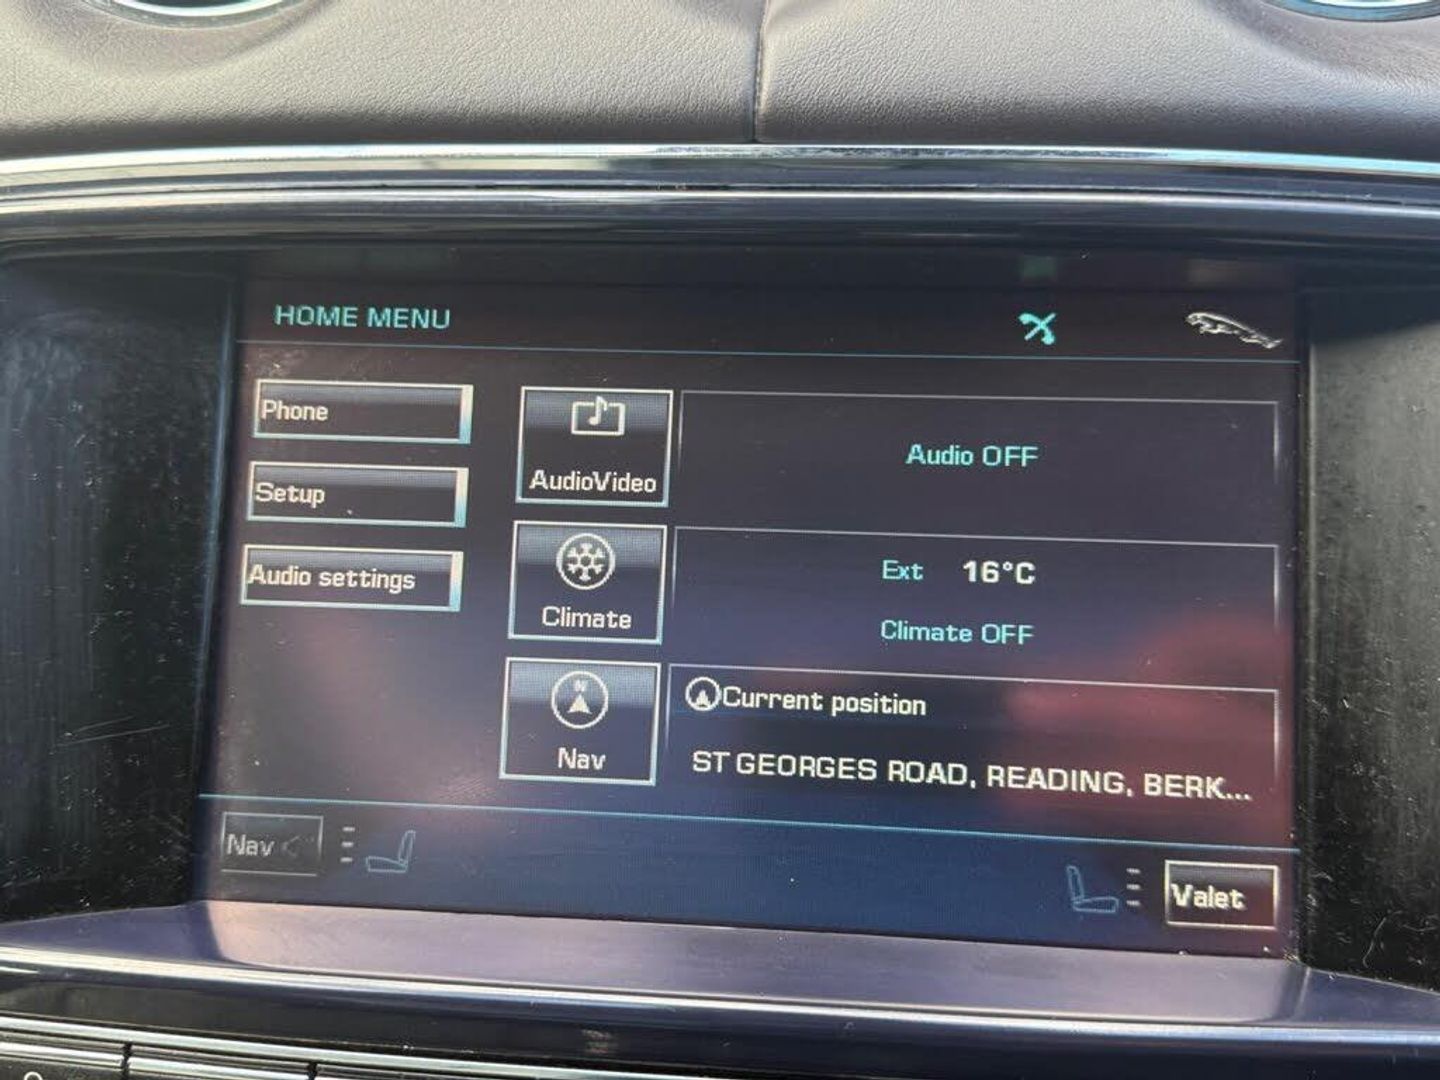 HOME MENU
Phone
Setup
Audio settings
AudioVideo
Audio OFF
Climate
Ext 16°C
Climate OFF
N
Nav
Current position
ST GEORGES ROAD, READING, BERK...
Nav
Valet